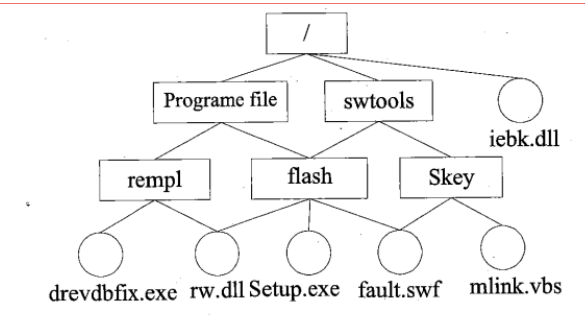 /
Programe file
swtools
iebk.dll
rempl
flash
Skey
drevdbfix.exe rw.dll Setup.exe fault.swf mlink.vbs